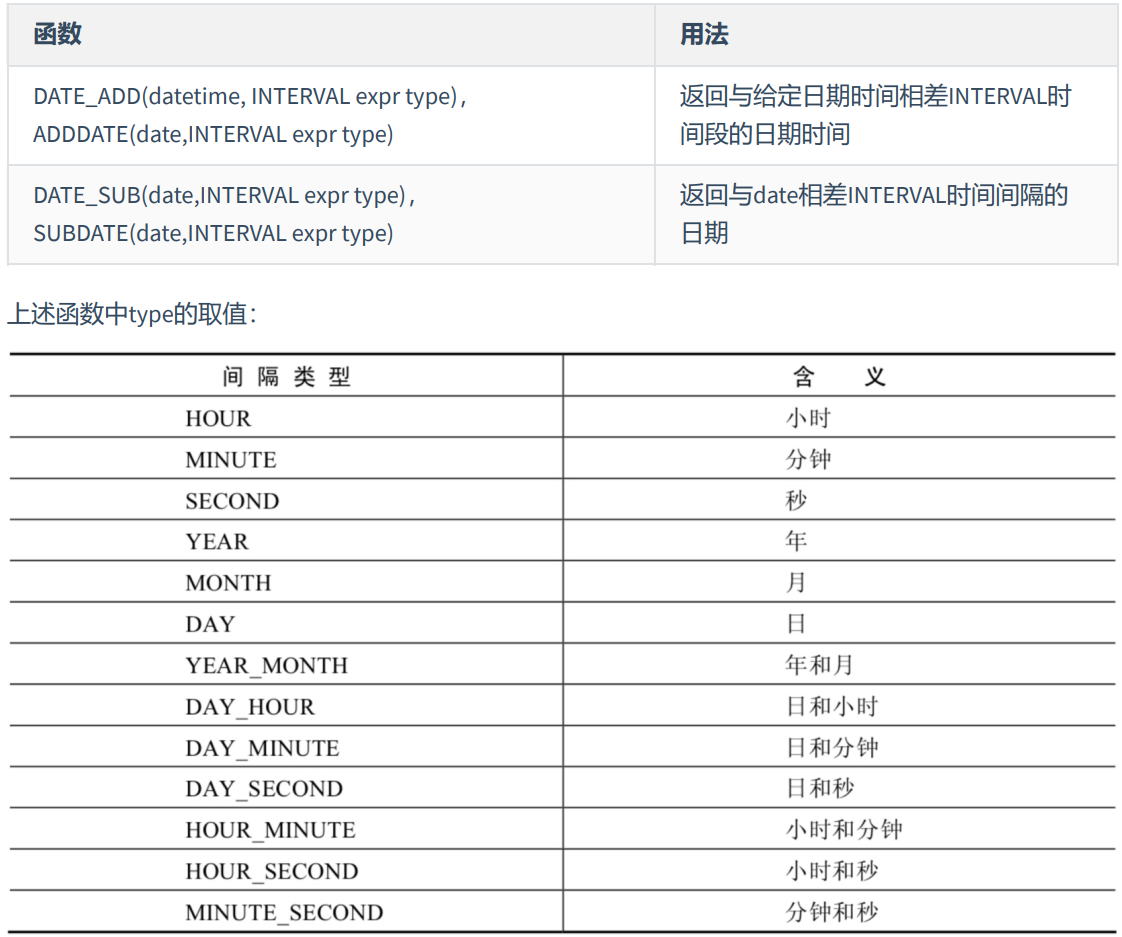 函数 用法
DATE_ADD(datetime, INTERVAL expr type)， 返回与给定日期时间相差INTERVAL时
ADDDATE(date,INTERVAL expr type) 间段的日期时间
DATE_SUB(date,INTERVAL expr type)， 返回与date相差INTERVAL时间间隔的
SUBDATE(date,INTERVAL expr type) 日期
上述函数中type的取值：
间 隔 类 型 含 义
HOUR 小时
MINUTE 分钟
SECOND 秒
YEAR 年
MONTH 月
DAY 日
YEAR_MONTH 年和月
DAY_HOUR 日和小时
DAY_MINUTE 日和分钟
DAY_SECOND 日和秒
HOUR_MINUTE 小时和分钟
HOUR_SECOND 小时和秒
MINUTE_SECOND 分钟和秒